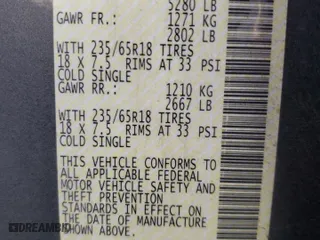 5280 LB
GAWR FR.: 1271 KG
2802 LB
WITH 235/65R18 TIRES
18 X 7.5 RIMS AT 33 PSI
COLD SINGLE
GAWR RR.: 1210 KG
2667 LB
WITH 235/65R18 TIRES
18 X 7.5 RIMS AT 33 PSI
COLD SINGLE
THIS VEHICLE CONFORMS TO
ALL APPLICABLE FEDERAL
MOTOR VEHICLE SAFETY AND
THEFT PREVENTION
STANDARDS IN EFFECT ON
THE DATE OF MANUFACTURE
SHOWN ABOVE.
DREAMBID